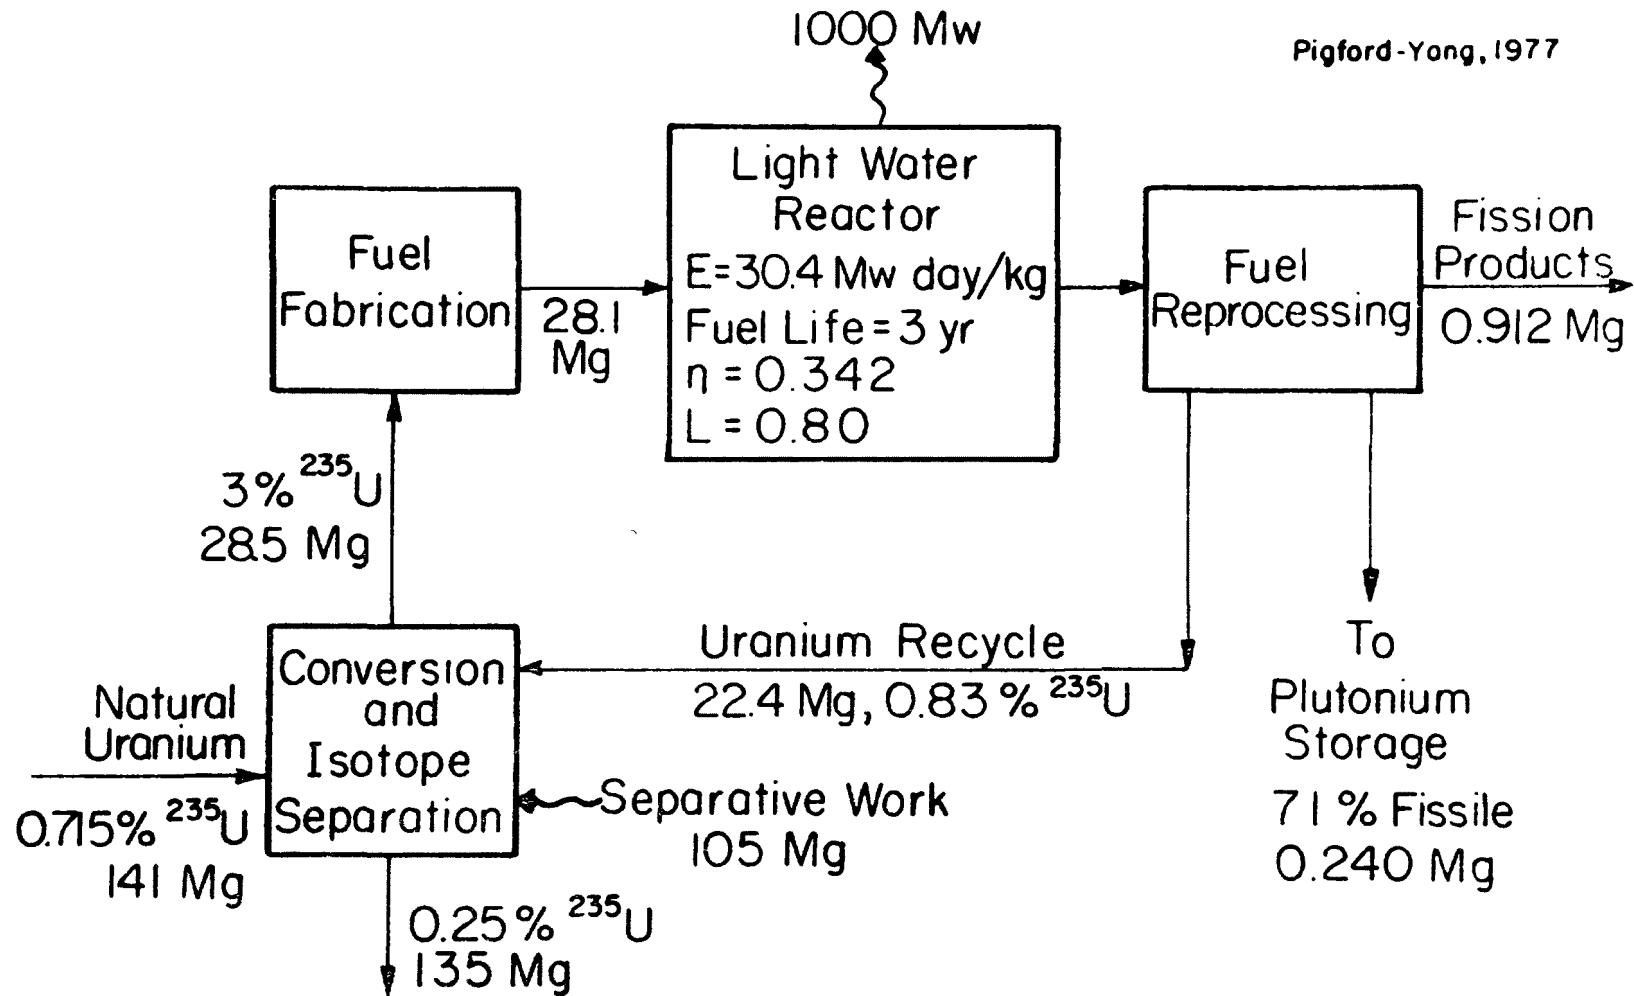 1000 Mw
Pigford-Yang, 1977
Light Water
Reactor
E=30.4 Mw day/kg
Fuel Life=3 yr
η=0.342
L=0.80
Fuel
Fabrication
28.1
Mg
Fuel
Reprocessing
Fission
Products
0.912 Mg
3% ²³⁵U
28.5 Mg
Uranium Recycle
22.4 Mg, 0.83% ²³⁵U
To
Plutonium
Storage
71% Fissile
0.240 Mg
Conversion
and
Isotope
Separation
Natural
Uranium
0.715% ²³⁵U
141 Mg
Separative Work
105 Mg
0.25% ²³⁵U
135 Mg